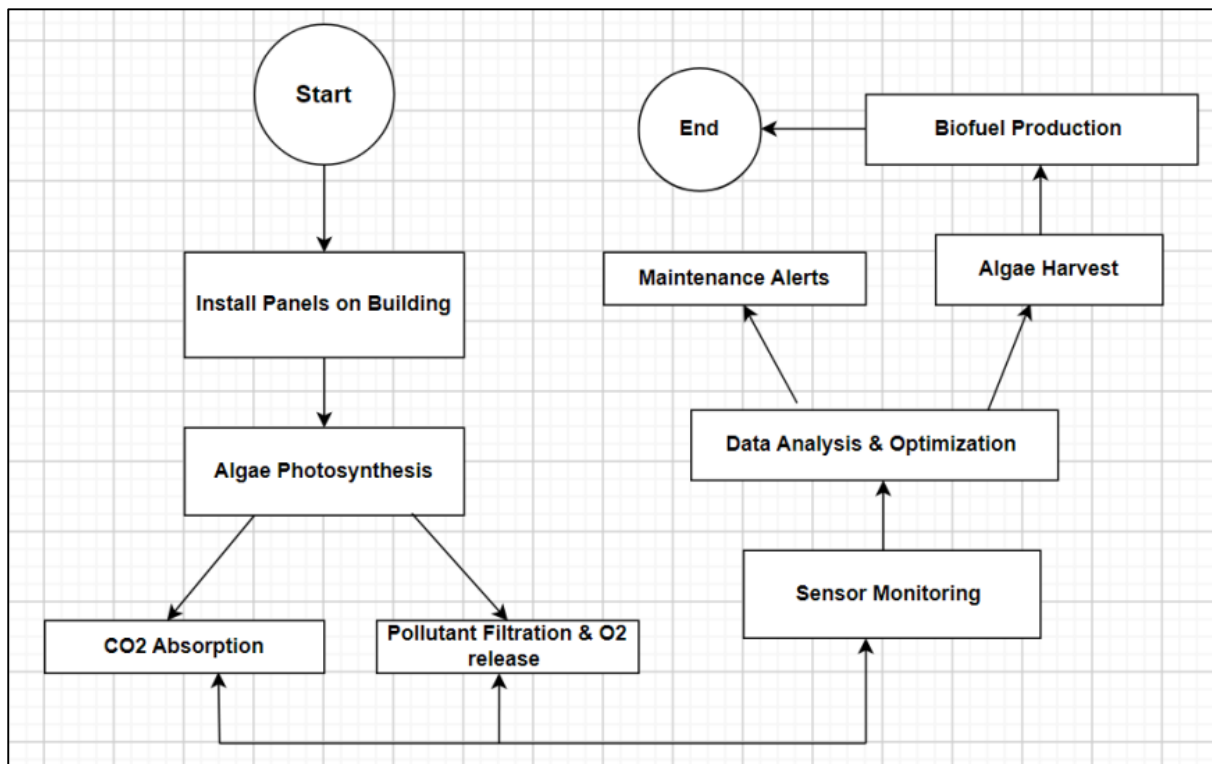 Start
Install Panels on Building
Algae Photosynthesis
CO2 Absorption
Pollutant Filtration & O2
release
Sensor Monitoring
Data Analysis & Optimization
Maintenance Alerts
Algae Harvest
Biofuel Production
End